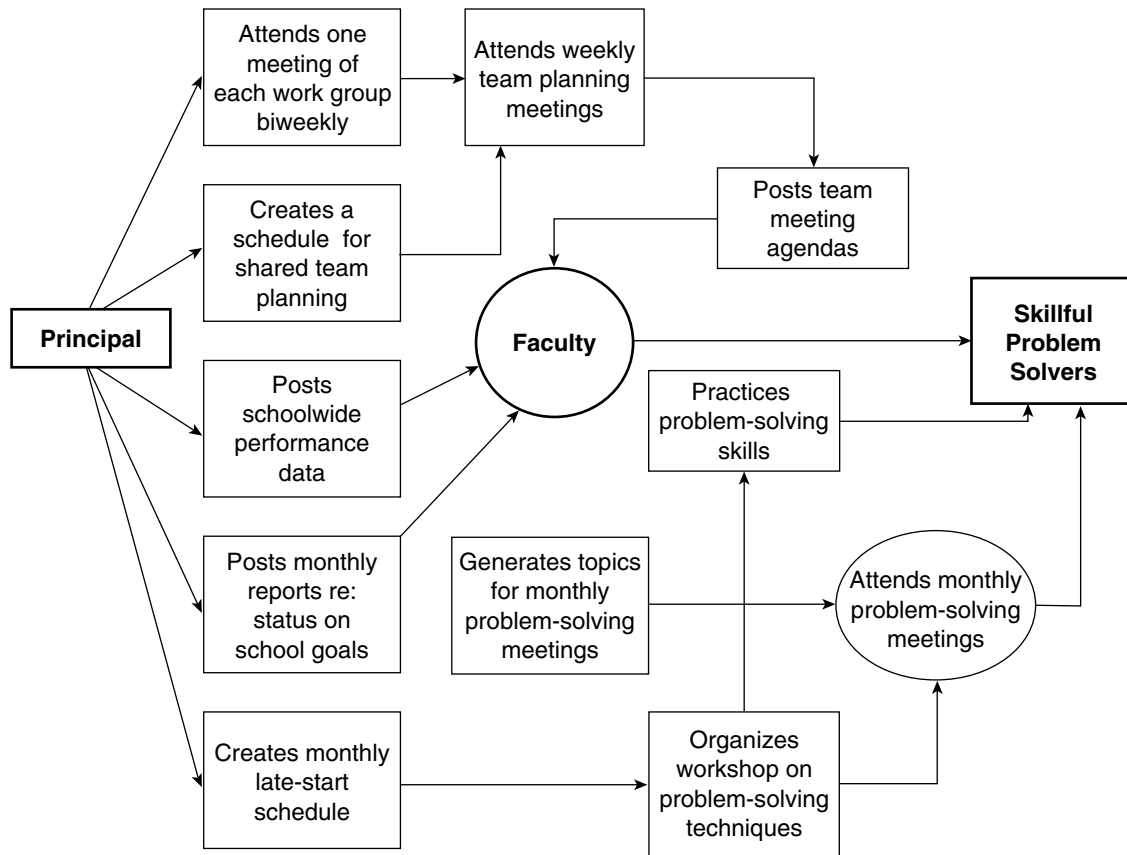 Attends one
meeting of
each work group
biweekly
Attends weekly
team planning
meetings
Posts team
meeting
agendas
Creates a
schedule for
shared team
planning
Principal
Faculty
Skillful
Problem
Solvers
Posts
schoolwide
performance
data
Practices
problem-solving
skills
Posts monthly
reports re:
status on
school goals
Generates topics
for monthly
problem-solving
meetings
Attends monthly
problem-solving
meetings
Creates monthly
late-start
schedule
Organizes
workshop on
problem-solving
techniques